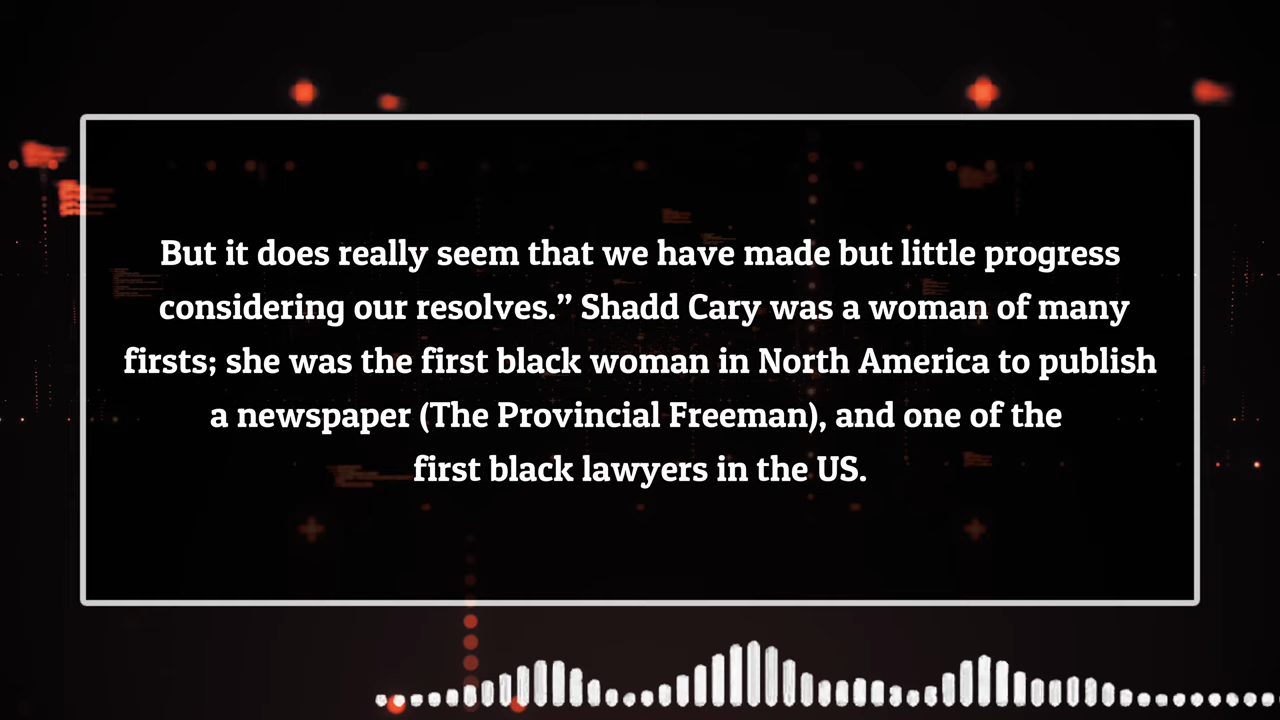 But it does really seem that we have made but little progress
considering our resolves.” Shadd Cary was a woman of many
firsts; she was the first black woman in North America to publish
a newspaper (The Provincial Freeman), and one of the
first black lawyers in the US.